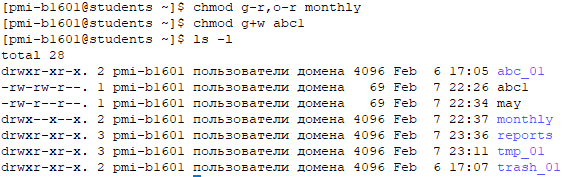 [pmi-b1601@students ~]$ chmod g-r,o-r monthly
[pmi-b1601@students ~]$ chmod g+w abc1
[pmi-b1601@students ~]$ ls -l
total 28
drwxr-xr-x. 2 pmi-b1601 пользователи домена 4096 Feb  6 17:05 abc_01
-rw-rw-r--. 1 pmi-b1601 пользователи домена   69 Feb  7 22:26 abc1
-rw-r--r--. 1 pmi-b1601 пользователи домена   69 Feb  7 22:34 may
drwx--x--x. 2 pmi-b1601 пользователи домена 4096 Feb  7 22:37 monthly
drwxr-xr-x. 3 pmi-b1601 пользователи домена 4096 Feb  7 23:36 reports
drwxr-xr-x. 3 pmi-b1601 пользователи домена 4096 Feb  7 23:11 tmp_01
drwxr-xr-x. 2 pmi-b1601 пользователи домена 4096 Feb  6 17:07 trash_01